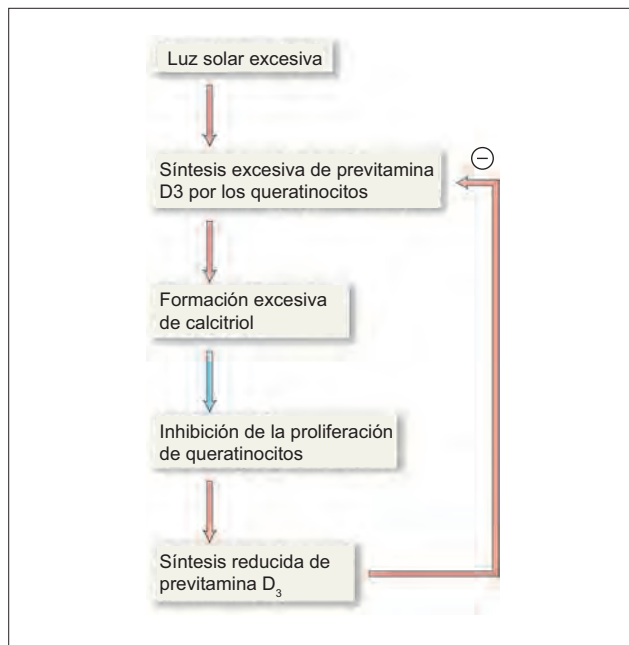 Luz solar excesiva
−
Síntesis excesiva de previtamina
D3 por los queratinocitos
Formación excesiva
de calcitriol
Inhibición de la proliferación
de queratinocitos
Síntesis reducida de
previtamina D₃